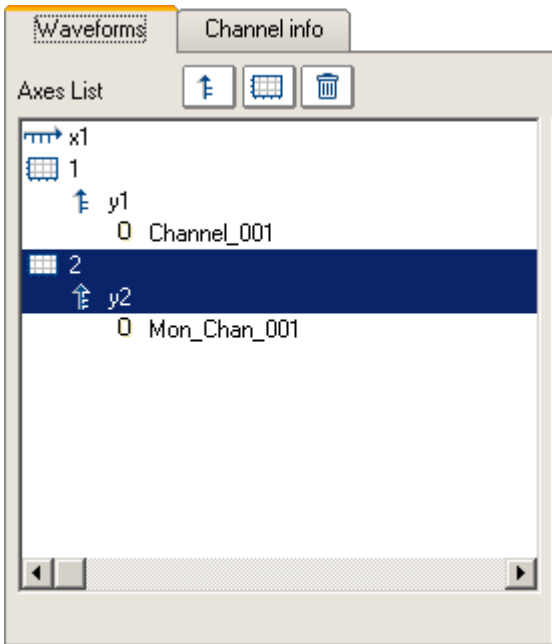 Waveforms Channel info
Axes List
x1
1
y1
0 Channel_001
2
y2
0 Mon_Chan_001